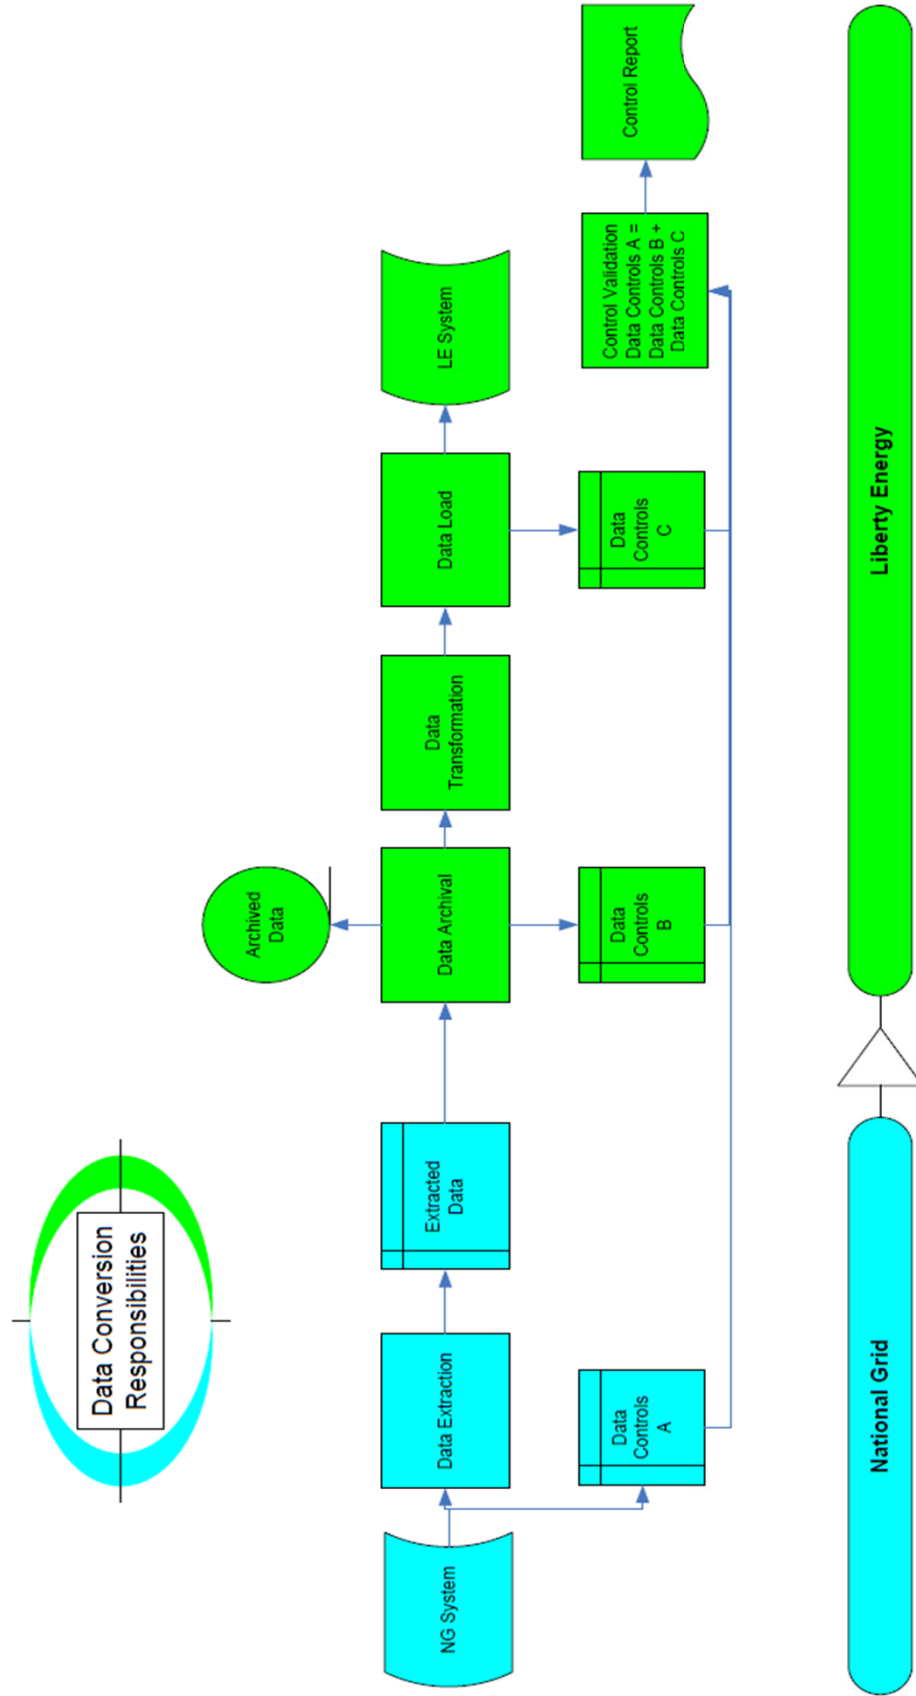 Data Conversion
Responsibilities
Archived
Data
NG System
Data Extraction
Extracted
Data
Data Archival
Data
Transformation
Data Load
LE System
Data
Controls
A
Data
Controls
B
Data
Controls
C
Control Validation
Data Controls A =
Data Controls B +
Data Controls C
Control Report
National Grid
Liberty Energy